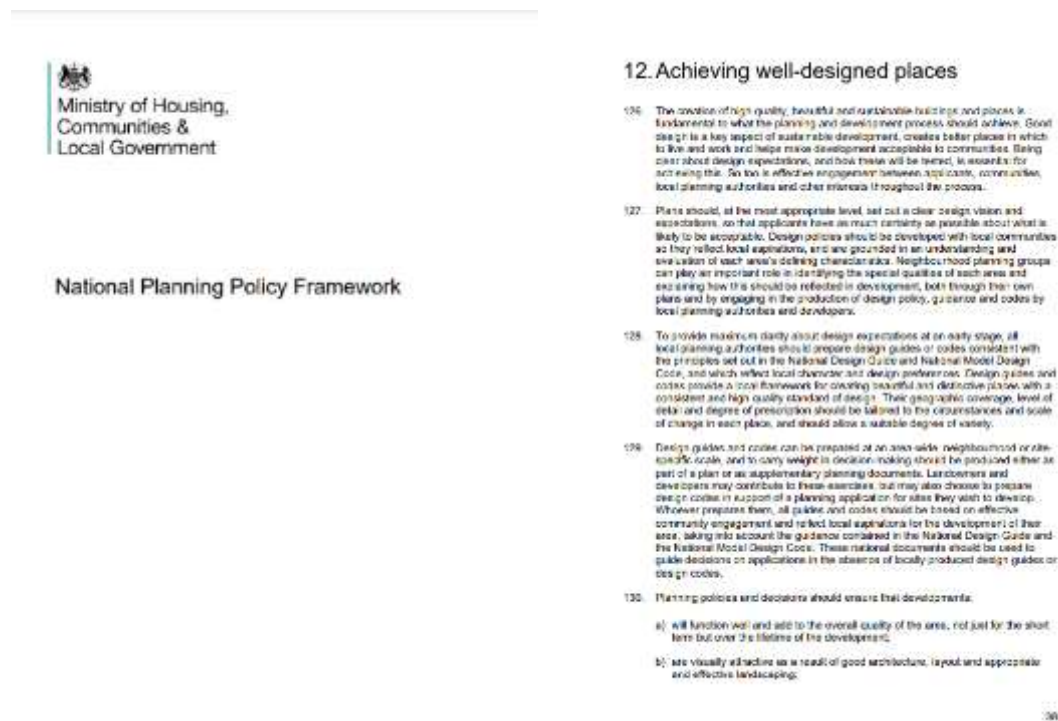 Ministry of Housing,
Communities &
Local Government
National Planning Policy Framework
12. Achieving well-designed places
126. The creation of high quality, beautiful and sustainable buildings and places is
fundamental to what the planning and development process should achieve. Good
design is a key aspect of sustainable development, creates better places in which
to live and work and helps make development acceptable to communities. Being
clear about design expectations, and how these will be tested, is essential for
achieving this. So too is effective engagement between applicants, communities,
local planning authorities and other interests throughout the process.
127. Plans should, at the most appropriate level, set out a clear design vision and
expectations, so that applicants have as much certainty as possible about what is
likely to be acceptable. Design policies should be developed with local communities
so they reflect local aspirations, and are grounded in an understanding and
evaluation of each area's defining characteristics. Neighbourhood planning groups
can play an important role in identifying the special qualities of each area and
explaining how this should be reflected in development, both through their own
plans and by engaging in the production of design policy, guidance and codes by
local planning authorities and developers.
128. To provide maximum clarity about design expectations at an early stage, all
local planning authorities should prepare design guides or codes consistent with
the principles set out in the National Design Guide and National Model Design
Code, and which reflect local character and design preferences. Design guides and
codes provide a local framework for creating beautiful and distinctive places with a
consistent and high quality standard of design. Their geographic coverage, level of
detail and degree of prescription should be tailored to the circumstances and scale
of change in each place, and should allow a suitable degree of variety.
129. Design guides and codes can be prepared at an area-wide, neighbourhood or site-
specific scale, and to carry weight in decision-making should be produced either as
part of a plan or as supplementary planning documents. Landowners and
developers may contribute to these exercises, but may also choose to prepare
design codes in support of a planning application for sites they wish to develop.
Whoever prepares them, all guides and codes should be based on effective
community engagement and reflect local aspirations for the development of their
area, taking into account the guidance contained in the National Design Guide and
the National Model Design Code. These national documents should be used to
guide decisions on applications in the absence of locally produced design guides or
design codes.
130. Planning policies and decisions should ensure that developments:
a) will function well and add to the overall quality of the area, not just for the short
term but over the lifetime of the development;
b) are visually attractive as a result of good architecture, layout and appropriate
and effective landscaping;